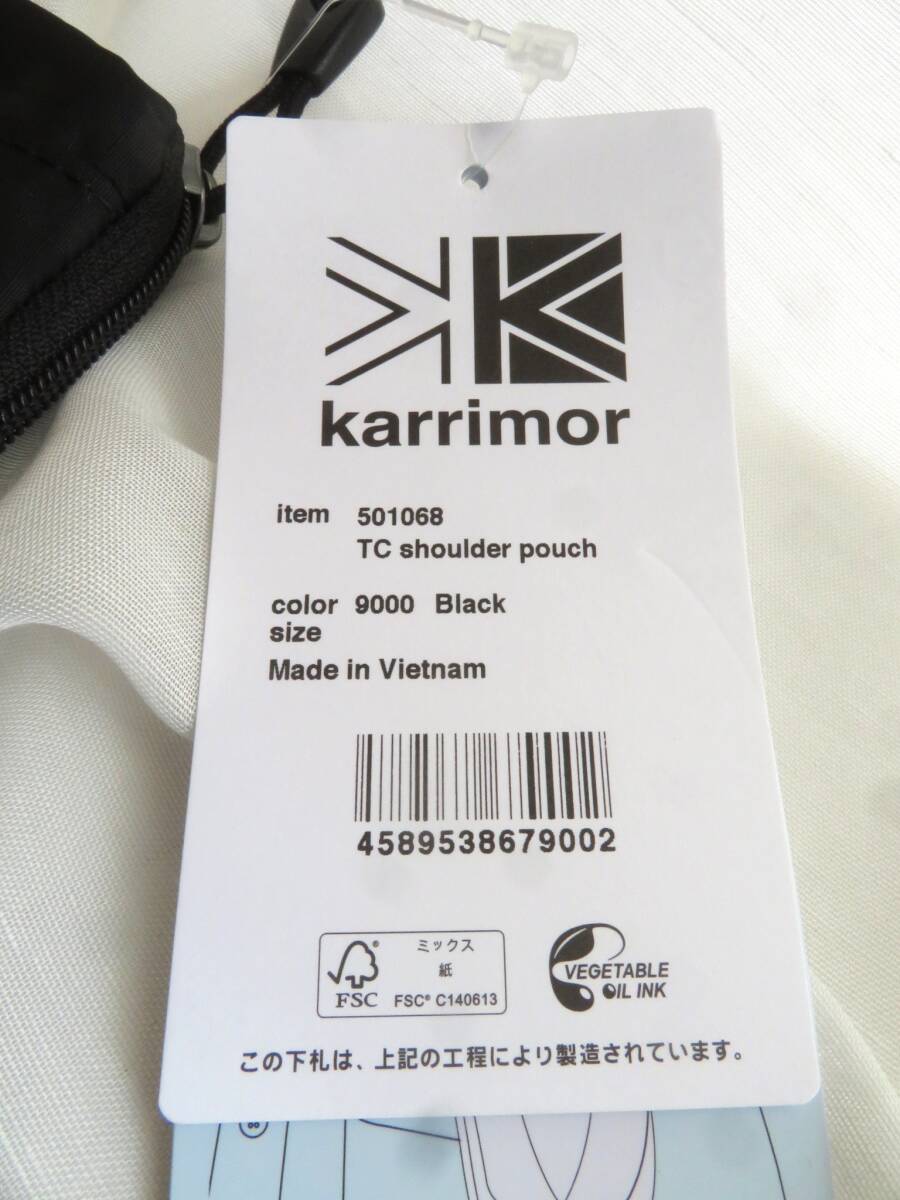 karrimor
item 501068
TC shoulder pouch
color 9000 Black
size
Made in Vietnam
4589538679002
ミックス
紙
FSC FSC® C140613
VEGETABLE
OIL INK
この下札は、上記の工程により製造されています。